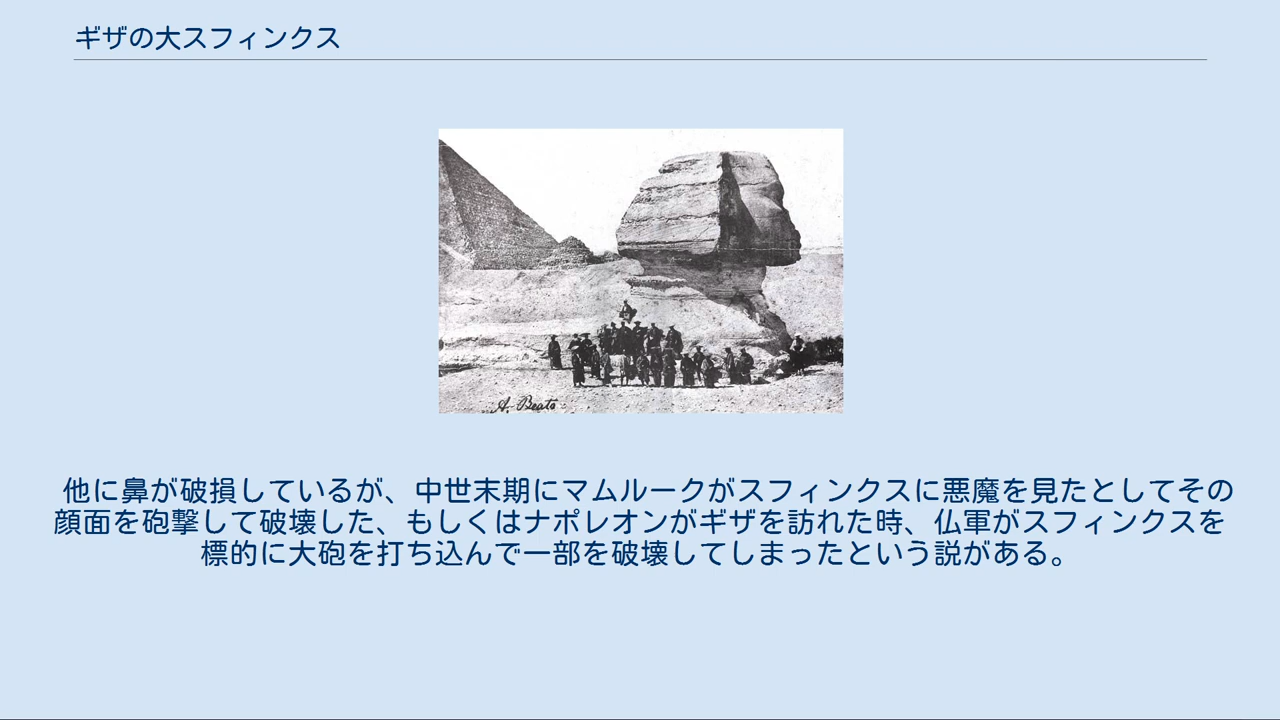 ギザの大スフィンクス
A. Beato
他に鼻が破損しているが、中世末期にマムルークがスフィンクスに悪魔を見たとしてその
顔面を砲撃して破壊した、もしくはナポレオンがギザを訪れた時、仏軍がスフィンクスを
標的に大砲を打ち込んで一部を破壊してしまったという説がある。